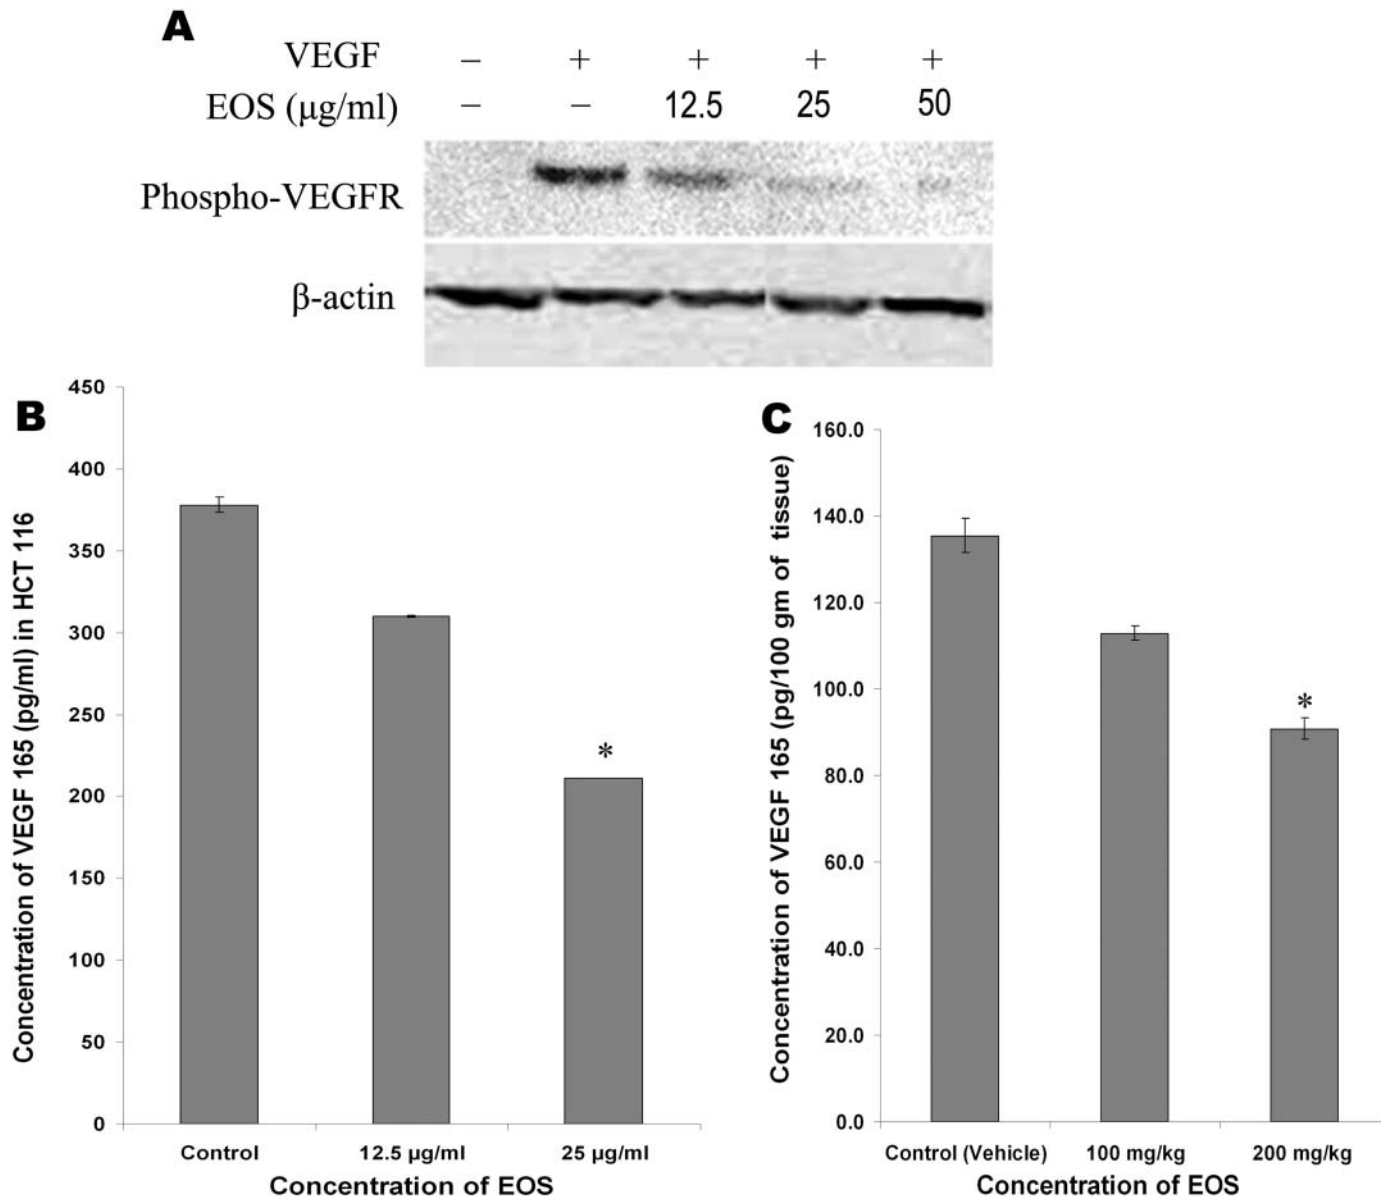 A
VEGF – + + + +
EOS (µg/ml) – – 12.5 25 50
Phospho-VEGFR
β-actin
B
Concentration of VEGF 165 (pg/ml) in HCT 116
450
400
350
300
250
200
150
100
50
0
*
Control 12.5 µg/ml 25 µg/ml
Concentration of EOS
C
Concentration of VEGF 165 (pg/100 gm of tissue)
160.0
140.0
120.0
100.0
80.0
60.0
40.0
20.0
0.0
*
Control (Vehicle) 100 mg/kg 200 mg/kg
Concentration of EOS